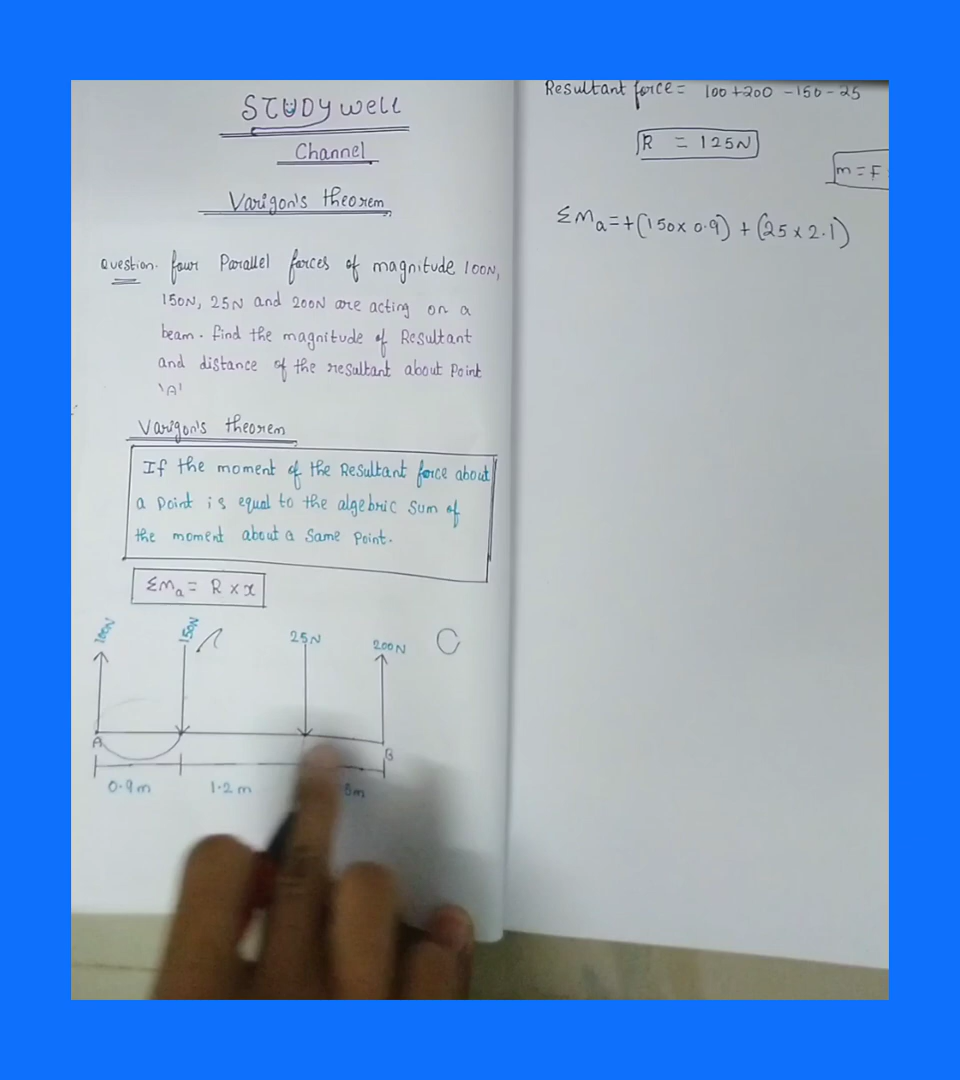 STUDY well
Channel
Varigon's theorem
Question. four Parallel forces of magnitude 100N,
150N, 25N and 200N are acting on a
beam. find the magnitude of Resultant
and distance of the resultant about Point
'A'
Varigon's theorem
If the moment of the Resultant force about
a Point is equal to the algebric sum of
the moment about a same Point.
Σmₐ = R × x
100N 150N 25N 200N
A B
0.9m 1.2m 5m
Resultant force = 100 +200 -150 - 25
R = 125N
m = F
Σmₐ = +(150 × 0.9) + (25 × 2.1)